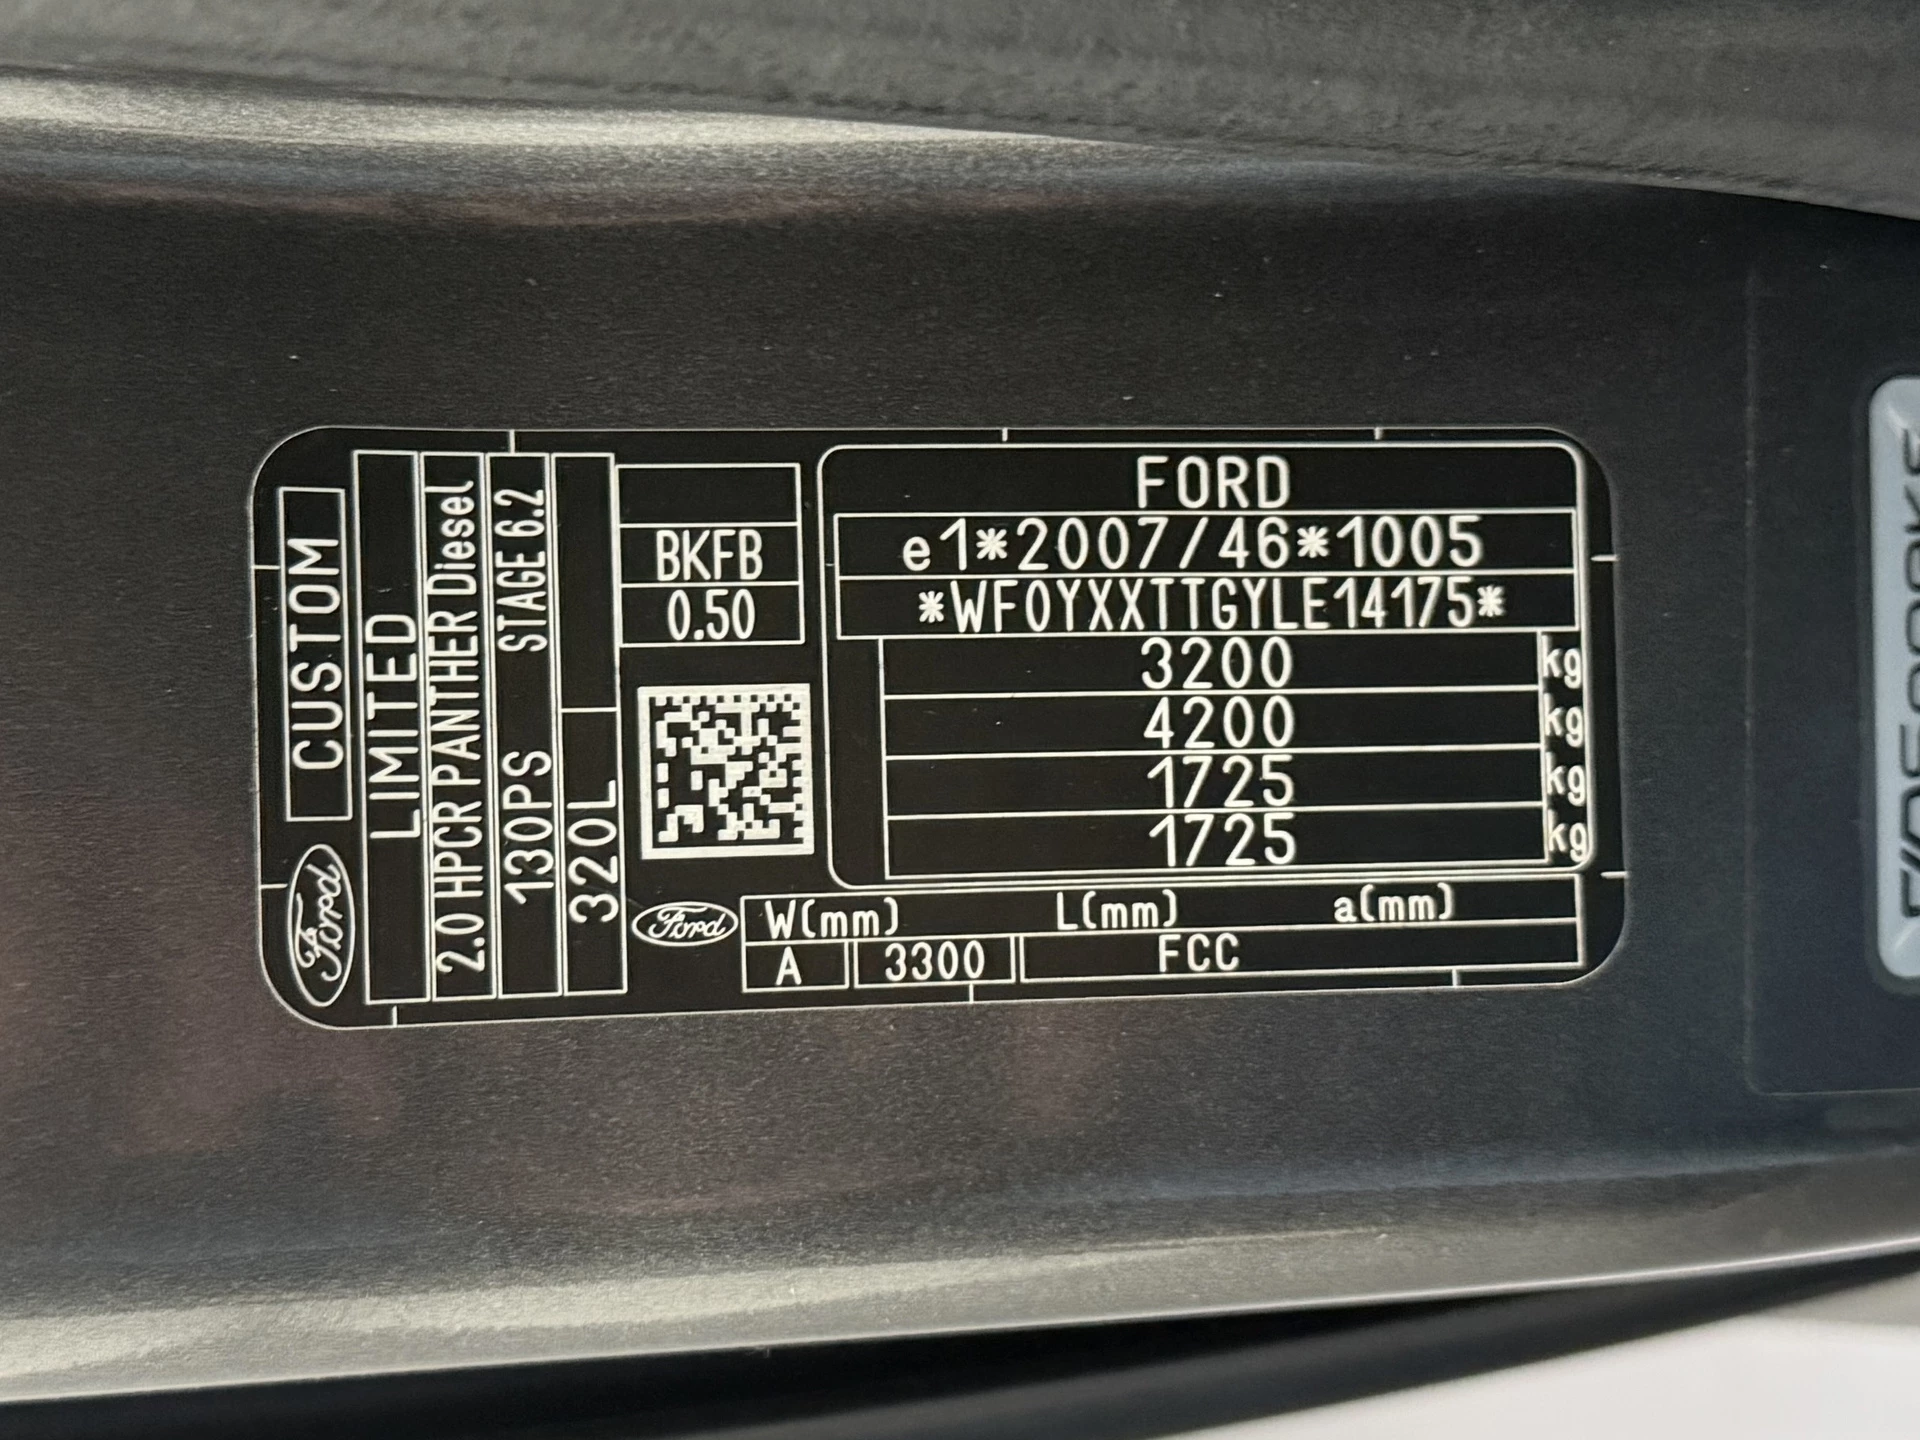 CUSTOM
Ford
LIMITED
2.0 HPCR PANTHER Diesel
130PS STAGE 6.2
320L
BKFB
0.50
FORD
e1*2007/46*1005
*WF0YXXTTGYLE14175*
3200 kg
4200 kg
1725 kg
1725 kg
Ford
W(mm) L(mm) a(mm)
A 3300 FCC